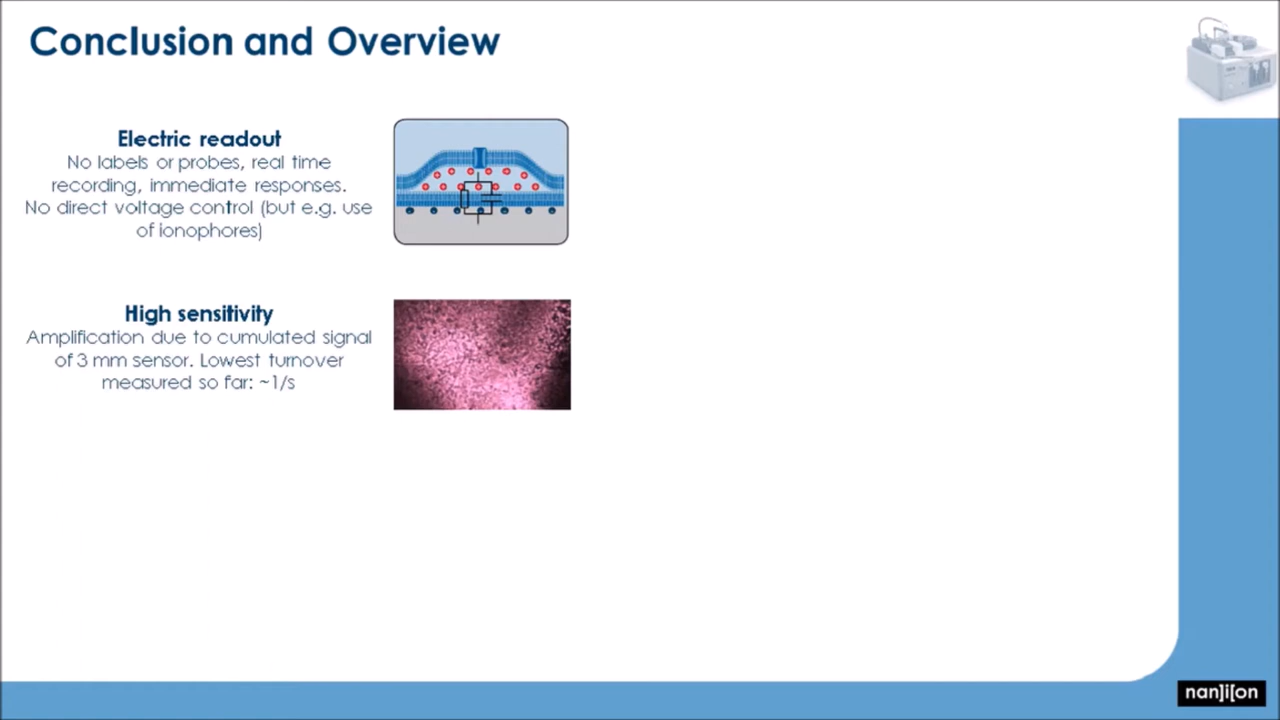 Conclusion and Overview
Electric readout
No labels or probes, real time
recording, immediate responses.
No direct voltage control (but e.g. use
of ionophores)
High sensitivity
Amplification due to cumulated signal
of 3 mm sensor. Lowest turnover
measured so far: ~1/s
nan]i[on